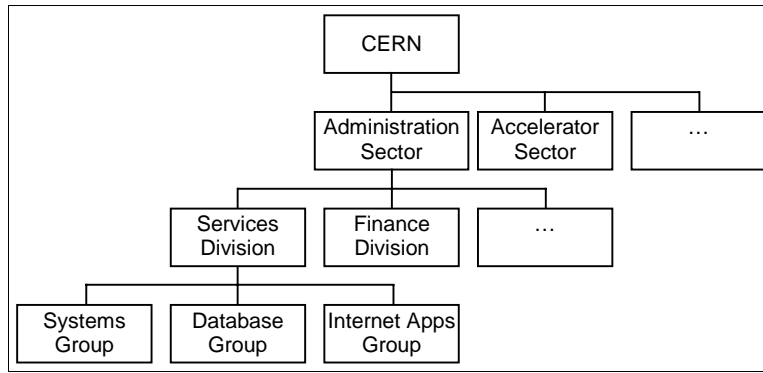 CERN
Administration
Sector
Accelerator
Sector
…
Services
Division
Finance
Division
…
Systems
Group
Database
Group
Internet Apps
Group